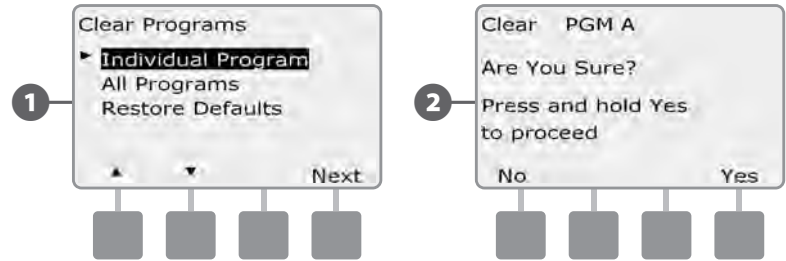 Clear Programs
Individual Program
All Programs
Restore Defaults
Next
1
Clear PGM A
Are You Sure?
Press and hold Yes
to proceed
No Yes
2